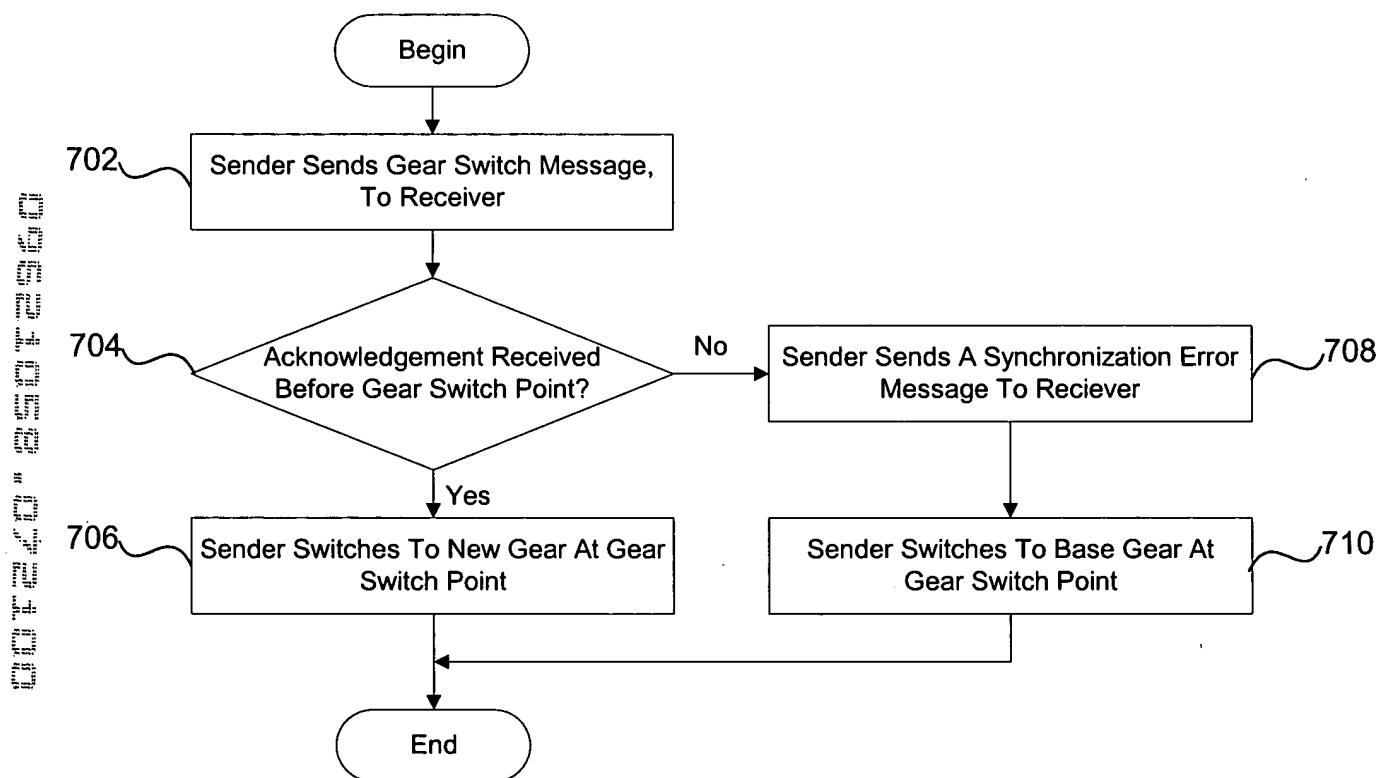 Begin
702
Sender Sends Gear Switch Message,
To Receiver
704
Acknowledgement Received
Before Gear Switch Point?
No
Sender Sends A Synchronization Error
Message To Reciever
708
Yes
706
Sender Switches To New Gear At Gear
Switch Point
Sender Switches To Base Gear At
Gear Switch Point
710
End